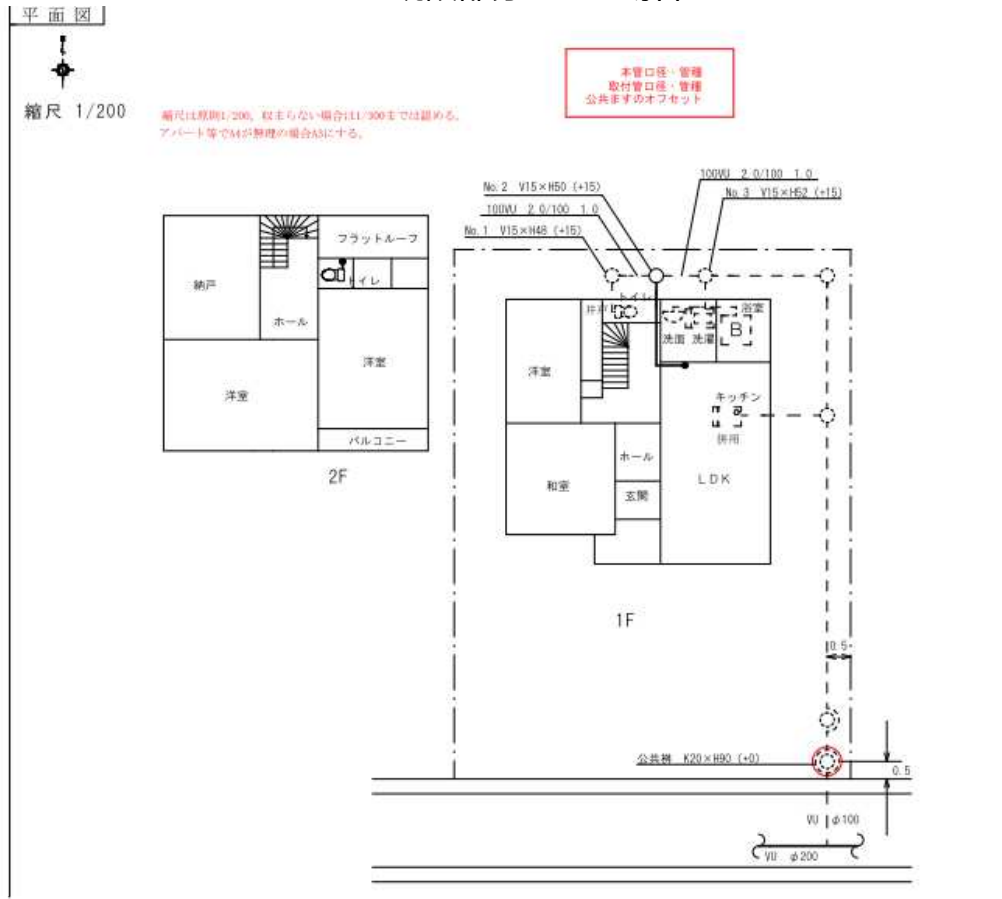 平面図
縮尺 1/200
縮尺は原則1/200，収まらない場合は1/300までは認める。
アパート等でA4が無理の場合A3にする。
本管口径・管種
取付管口径・管種
公共ますのオフセット
No.2 V15×H50 (+15)
100VU 2.0/100 1.0
No.1 V15×H48 (+15)
100VU 2.0/100 1.0
No.3 V15×H52 (+15)
フラットルーフ
トイレ
納戸
ホール
洋室
洋室
バルコニー
2F
トイレ
浴室
洗面
洗濯
B
洋室
キッチン
併用
ホール
和室
LDK
玄関
1F
0.5
公共桝 K20×H90 (+0)
0.5
VU φ100
VU φ200